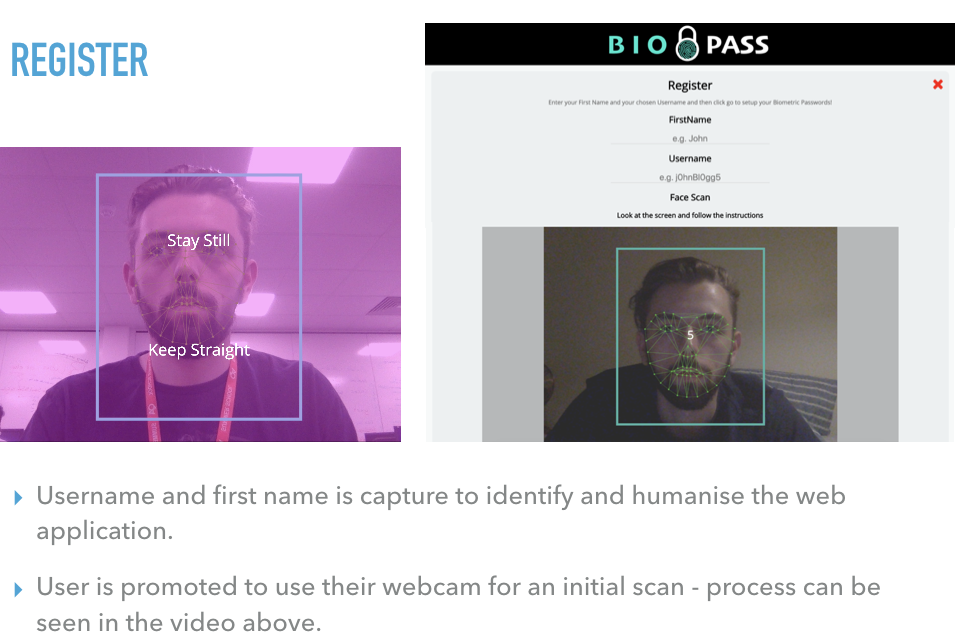 REGISTER
BIO PASS
Register
Enter your First Name and your chosen Username and then click go to setup your Biometric Passwords!
FirstName
e.g. John
Username
e.g. j0hnBl0gg5
Face Scan
Look at the screen and follow the instructions
5
Stay Still
Keep Straight
Username and first name is capture to identify and humanise the web
application.
User is promoted to use their webcam for an initial scan - process can be
seen in the video above.